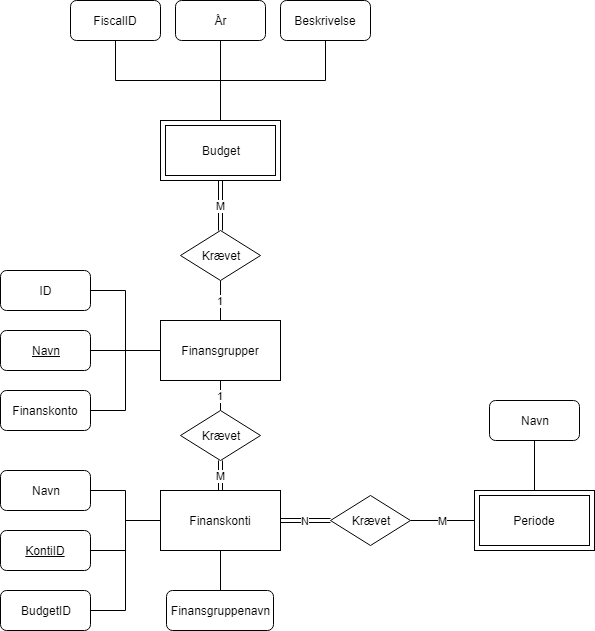 FiscalID
År
Beskrivelse
Budget
M
Krævet
1
ID
Navn
Finanskonto
Finansgrupper
1
Krævet
M
Navn
Navn
KontiID
BudgetID
Finanskonti
N
Krævet
M
Periode
Finansgruppenavn